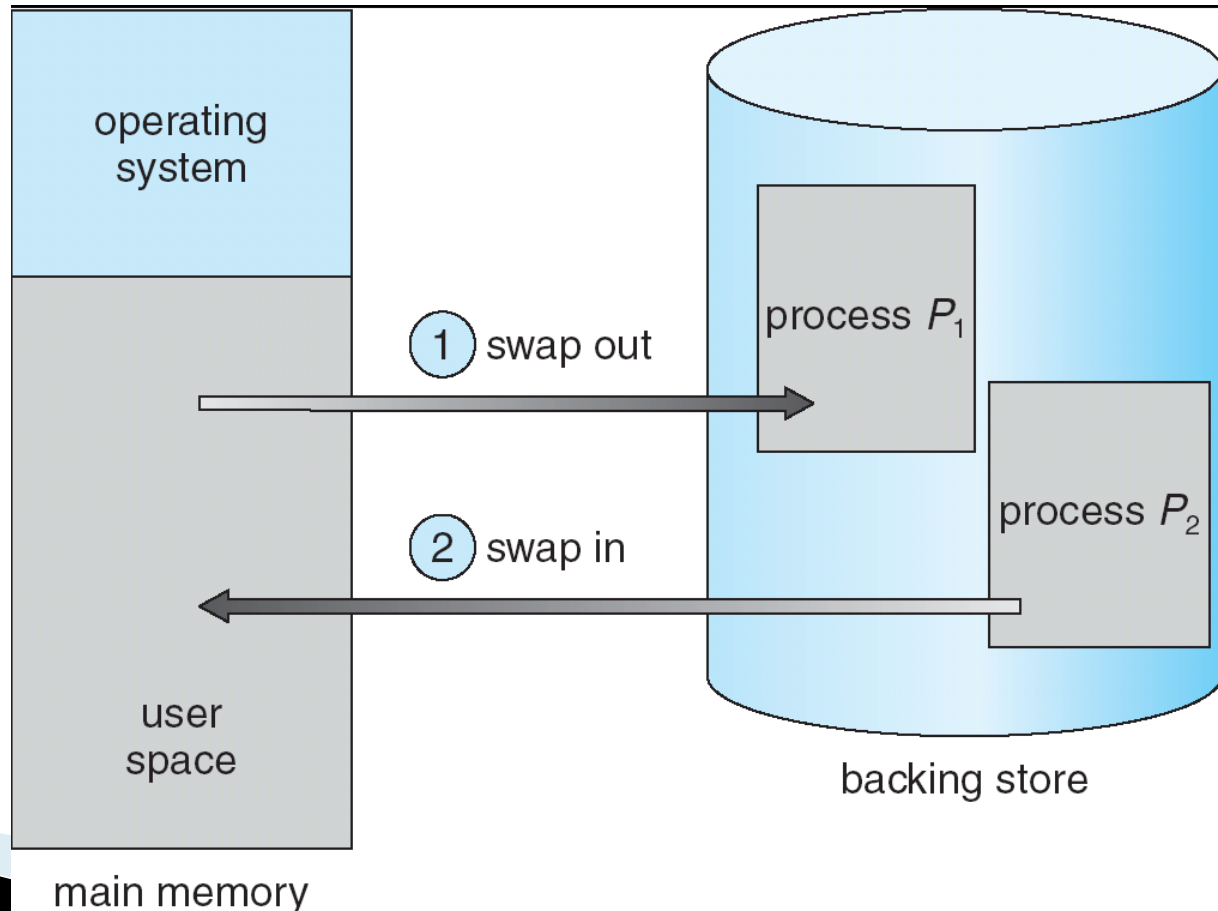 operating
system
process P₁
1 swap out
process P₂
2 swap in
user
space
backing store
main memory